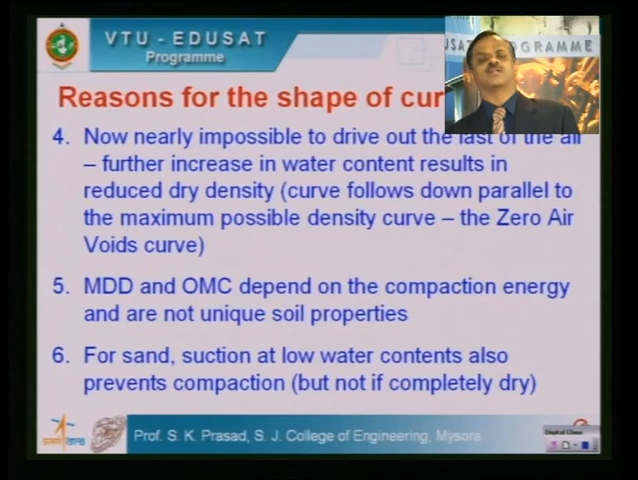 VTU - EDUSAT
Programme
USAT PROGRAMME
Reasons for the shape of cur
4. Now nearly impossible to drive out the last of the air
– further increase in water content results in
reduced dry density (curve follows down parallel to
the maximum possible density curve – the Zero Air
Voids curve)
5. MDD and OMC depend on the compaction energy
and are not unique soil properties
6. For sand, suction at low water contents also
prevents compaction (but not if completely dry)
Prof. S. K. Prasad, S. J. College of Engineering, Mysore